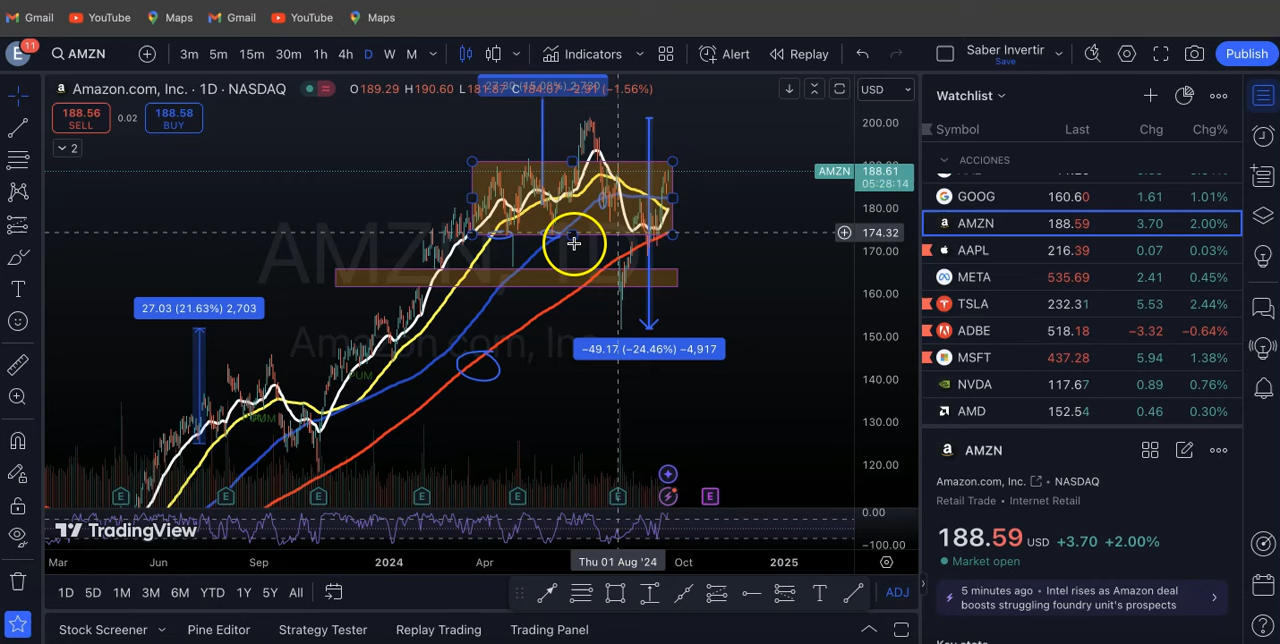 Gmail YouTube Maps Gmail YouTube Maps
E 11 AMZN 3m 5m 15m 30m 1h 4h D W M Indicators Alert Replay Saber Invertir Save Publish
Amazon.com, Inc. · 1D · NASDAQ O189.29 H190.60
188.56 SELL 0.02 188.58 BUY
2
USD
200.00
AMZN 188.61
05:28:14
180.00
174.32
170.00
160.00
150.00
140.00
130.00
120.00
0.00
−100.00
27.03 (21.63%) 2,703
−49.17 (−24.46%) −4,917
AMZN, 1D
Amazon.com, Inc.
E E E E E E E
TradingView
Mar Jun Sep 2024 Apr Thu 01 Aug '24 Oct 2025
1D 5D 1M 3M 6M YTD 1Y 5Y All ADJ
Stock Screener Pine Editor Strategy Tester Replay Trading Trading Panel
Watchlist
Symbol Last Chg Chg%
ACCIONES
GOOG 160.60 1.61 1.01%
AMZN 188.59 3.70 2.00%
AAPL 216.39 0.07 0.03%
META 535.69 2.41 0.45%
TSLA 232.31 5.53 2.44%
ADBE 518.18 −3.32 −0.64%
MSFT 437.28 5.94 1.38%
NVDA 117.67 0.89 0.76%
AMD 152.54 0.46 0.30%
AMZN
Amazon.com, Inc. • NASDAQ
Retail Trade • Internet Retail
188.59 USD +3.70 +2.00%
Market open
5 minutes ago • Intel rises as Amazon deal
boosts struggling foundry unit's prospects